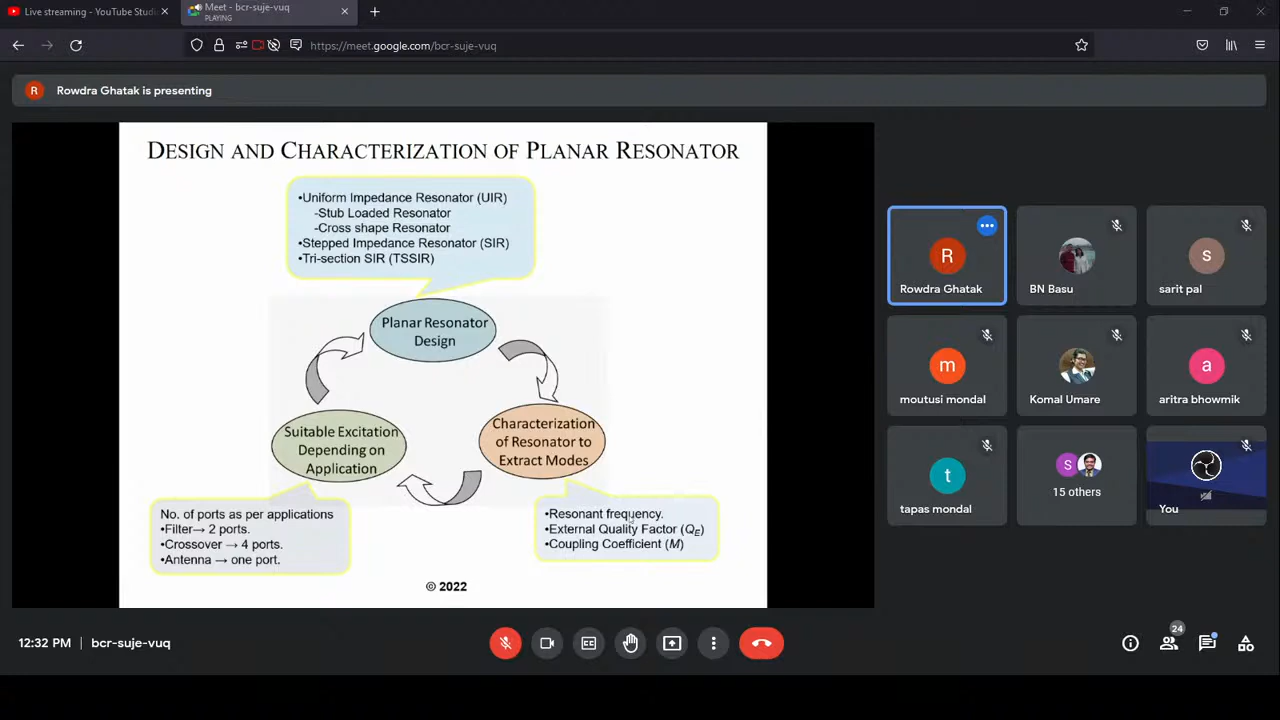 Live streaming - YouTube Studi
Meet - bcr-suje-vuq
PLAYING
https://meet.google.com/bcr-suje-vuq
R
Rowdra Ghatak is presenting
DESIGN AND CHARACTERIZATION OF PLANAR RESONATOR
•Uniform Impedance Resonator (UIR)
-Stub Loaded Resonator
-Cross shape Resonator
•Stepped Impedance Resonator (SIR)
•Tri-section SIR (TSSIR)
Planar Resonator
Design
Characterization
of Resonator to
Extract Modes
Suitable Excitation
Depending on
Application
No. of ports as per applications
•Filter→ 2 ports.
•Crossover → 4 ports.
•Antenna → one port.
•Resonant frequency.
•External Quality Factor (QE)
•Coupling Coefficient (M)
© 2022
R
Rowdra Ghatak
BN Basu
s
sarit pal
m
moutusi mondal
Komal Umare
a
aritra bhowmik
t
tapas mondal
S
15 others
You
12:32 PM | bcr-suje-vuq
24